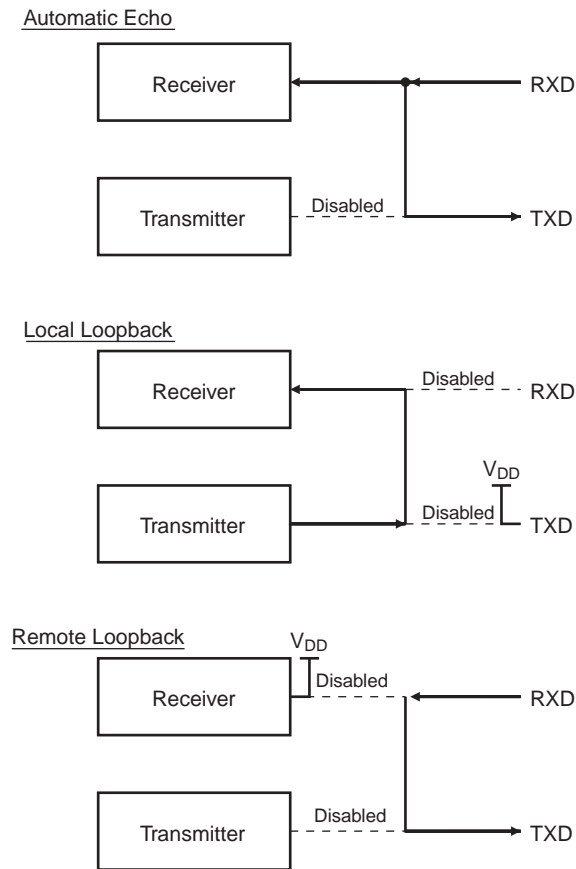 Automatic Echo
Receiver
RXD
Transmitter
Disabled
TXD
Local Loopback
Receiver
Disabled
RXD
VDD
Transmitter
Disabled
TXD
Remote Loopback
VDD
Receiver
Disabled
RXD
Transmitter
Disabled
TXD